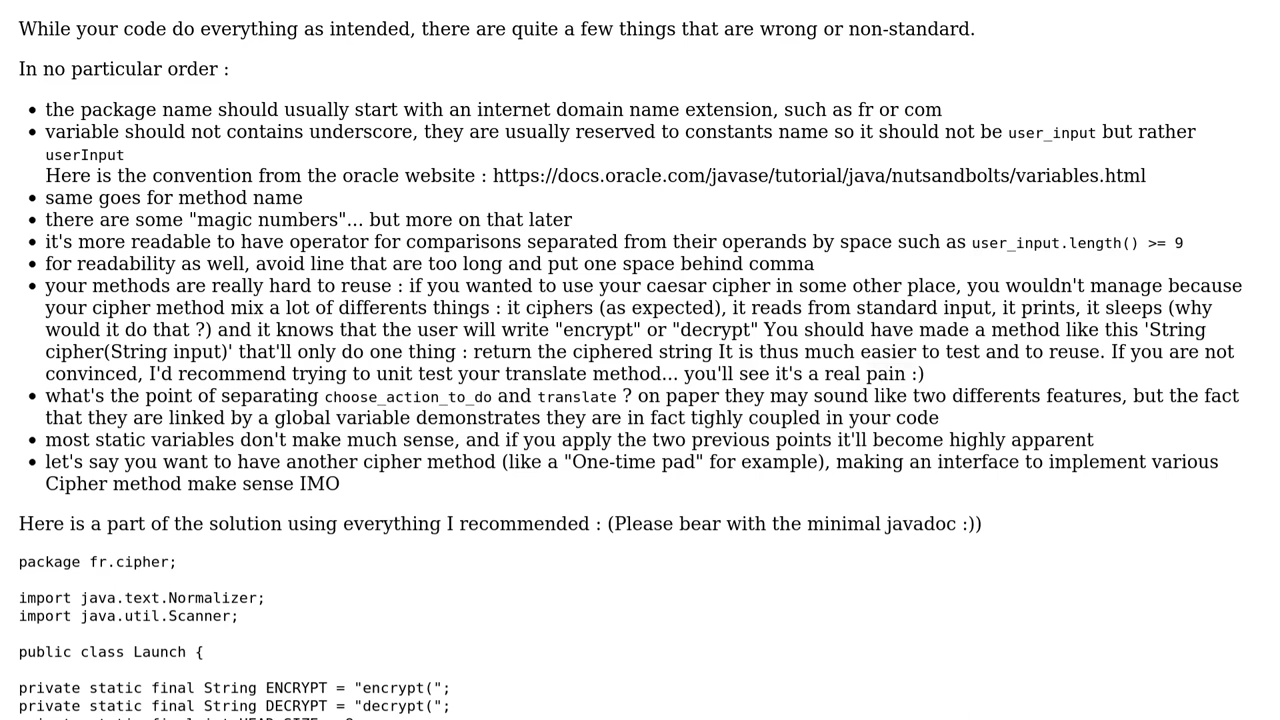 While your code do everything as intended, there are quite a few things that are wrong or non-standard.
In no particular order :
• the package name should usually start with an internet domain name extension, such as fr or com
• variable should not contains underscore, they are usually reserved to constants name so it should not be user_input but rather
userInput
Here is the convention from the oracle website : https://docs.oracle.com/javase/tutorial/java/nutsandbolts/variables.html
• same goes for method name
• there are some "magic numbers"... but more on that later
• it's more readable to have operator for comparisons separated from their operands by space such as user_input.length() >= 9
• for readability as well, avoid line that are too long and put one space behind comma
• your methods are really hard to reuse : if you wanted to use your caesar cipher in some other place, you wouldn't manage because
your cipher method mix a lot of differents things : it ciphers (as expected), it reads from standard input, it prints, it sleeps (why
would it do that ?) and it knows that the user will write "encrypt" or "decrypt" You should have made a method like this 'String
cipher(String input)' that'll only do one thing : return the ciphered string It is thus much easier to test and to reuse. If you are not
convinced, I'd recommend trying to unit test your translate method... you'll see it's a real pain :)
• what's the point of separating choose_action_to_do and translate ? on paper they may sound like two differents features, but the fact
that they are linked by a global variable demonstrates they are in fact tighly coupled in your code
• most static variables don't make much sense, and if you apply the two previous points it'll become highly apparent
• let's say you want to have another cipher method (like a "One-time pad" for example), making an interface to implement various
Cipher method make sense IMO
Here is a part of the solution using everything I recommended : (Please bear with the minimal javadoc :))
package fr.cipher;
import java.text.Normalizer;
import java.util.Scanner;
public class Launch {
private static final String ENCRYPT = "encrypt(";
private static final String DECRYPT = "decrypt(";